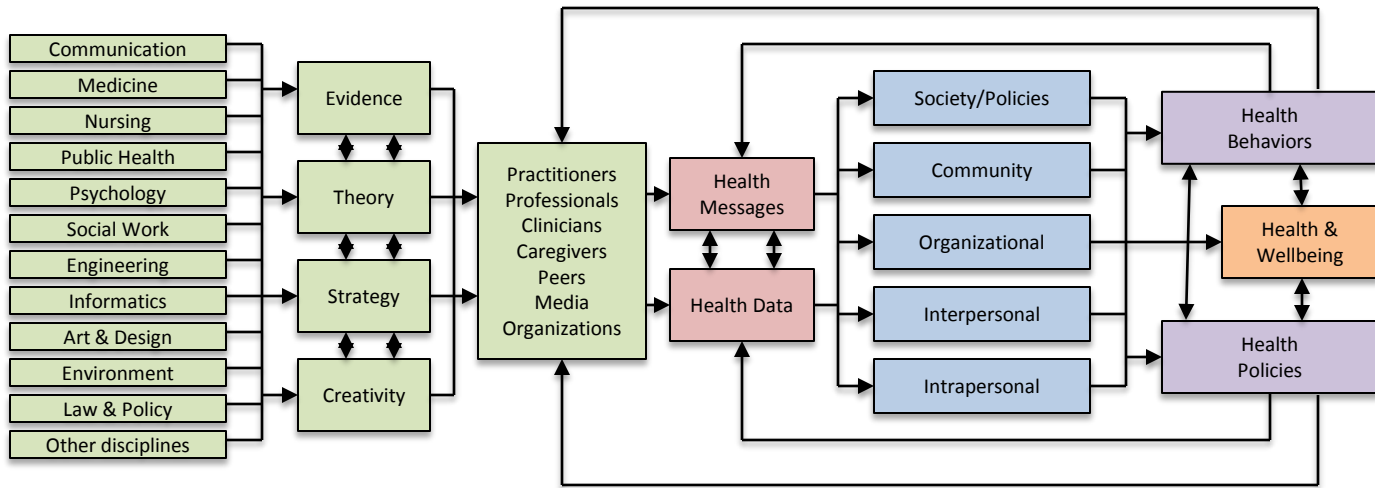 Communication
Medicine
Nursing
Public Health
Psychology
Social Work
Engineering
Informatics
Art & Design
Environment
Law & Policy
Other disciplines
Evidence
Theory
Strategy
Creativity
Practitioners
Professionals
Clinicians
Caregivers
Peers
Media
Organizations
Health
Messages
Health Data
Society/Policies
Community
Organizational
Interpersonal
Intrapersonal
Health
Behaviors
Health &
Wellbeing
Health
Policies